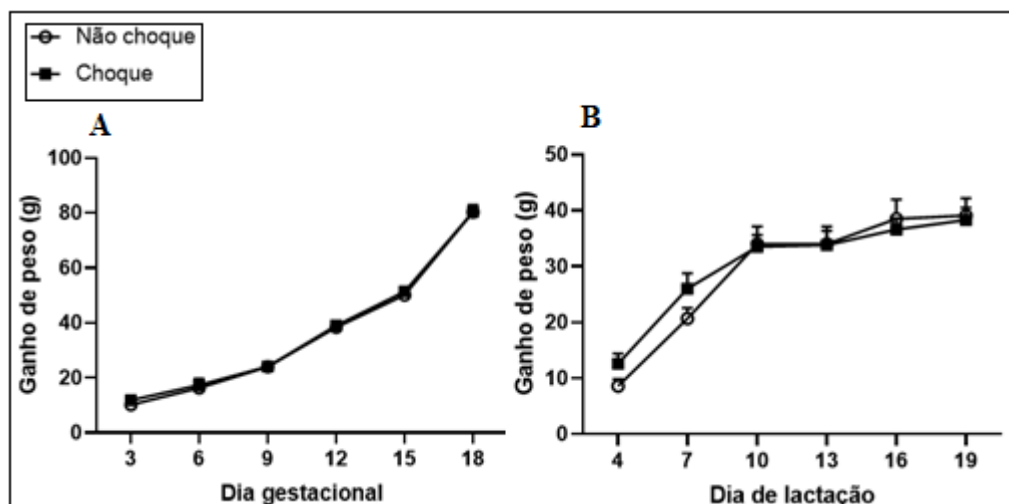 Não choque
Choque
A
100
80
60
40
20
0
Ganho de peso (g)
3 6 9 12 15 18
Dia gestacional
B
50
40
30
20
10
0
Ganho de peso (g)
4 7 10 13 16 19
Dia de lactação